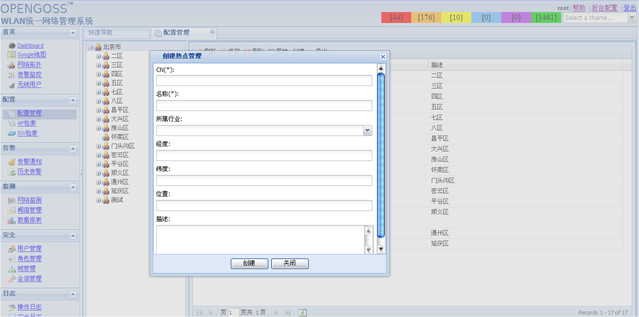 OPENGOSS™
WLAN统一网络管理系统
root | 帮助 | 后台配置 | 登出
[44] [176] [10] [0] [0] [1461] Select a theme...
首页
Dashboard
Google地图
网络拓扑
告警监控
无线用户
配置
配置管理
AP检索
告警
告警通知
历史告警
监测
网络监测
阈值管理
数据报表
安全
用户管理
角色管理
域管理
会话管理
日志
操作日志
快速导航
北京市
二区
三区
四区
五区
七区
八区
昌平区
大兴区
房山区
怀柔区
门头沟区
密云区
平谷区
顺义区
通州区
延庆区
测试
配置管理
创建热点管理
CN(*):
名称(*):
所属行业:
经度:
纬度:
位置:
描述:
创建
关闭
描述
二区
三区
四区
五区
七区
八区
昌平区
大兴区
房山区
怀柔区
门头沟区
密云区
平谷区
顺义区
通州区
延庆区
页 1 页共 1 页
Records 1 - 17 of 17